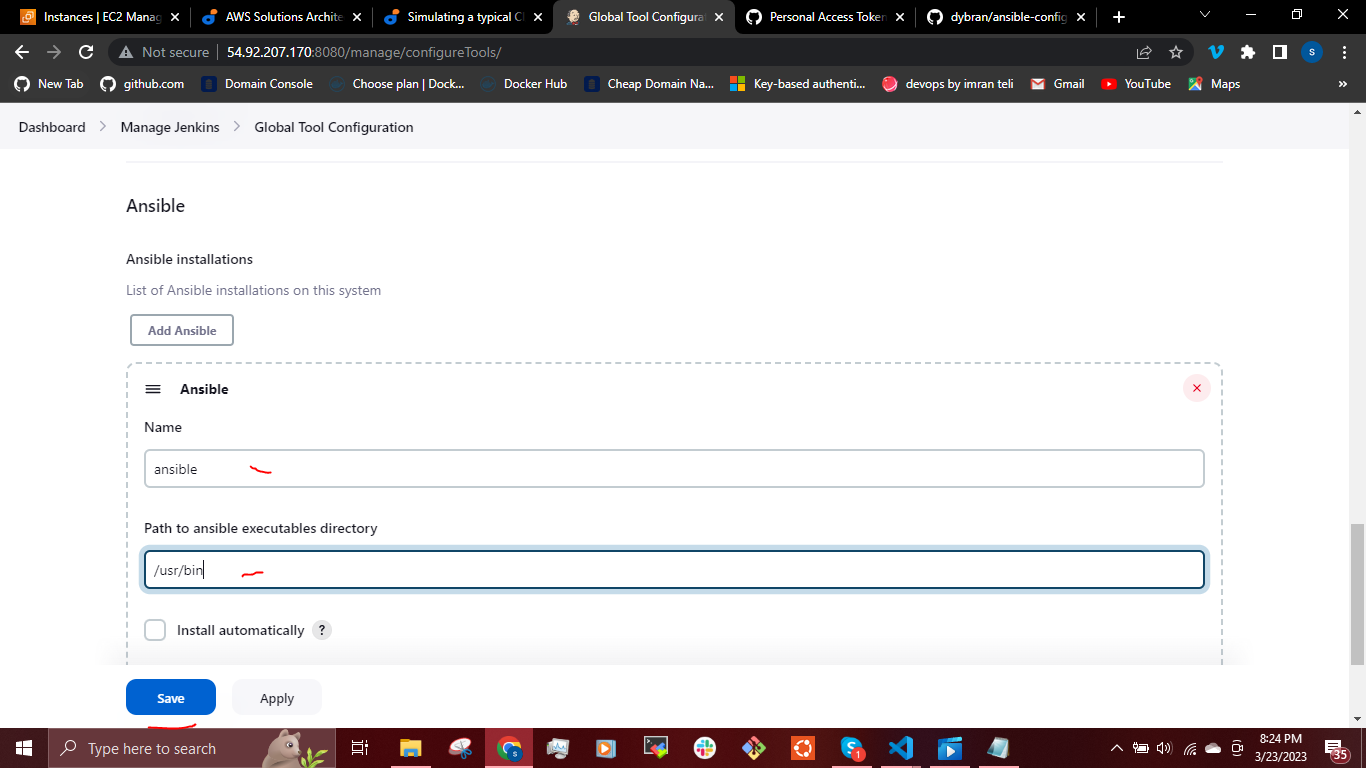 Instances | EC2 Manag
AWS Solutions Archite
Simulating a typical CI
Global Tool Configurat
Personal Access Token
dybran/ansible-config
Not secure
54.92.207.170:8080/manage/configureTools/
s
New Tab
github.com
Domain Console
Choose plan | Dock...
Docker Hub
Cheap Domain Na...
Key-based authenti...
devops by imran teli
Gmail
YouTube
Maps
»
Dashboard
Manage Jenkins
Global Tool Configuration
Ansible
Ansible installations
List of Ansible installations on this system
Add Ansible
Ansible
Name
ansible
Path to ansible executables directory
/usr/bin
Install automatically ?
Save
Apply
Type here to search
s
1
8:24 PM
3/23/2023
35